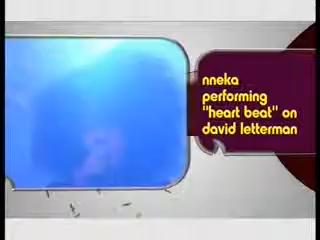 nneka
performing
"heart beat" on
david letterman